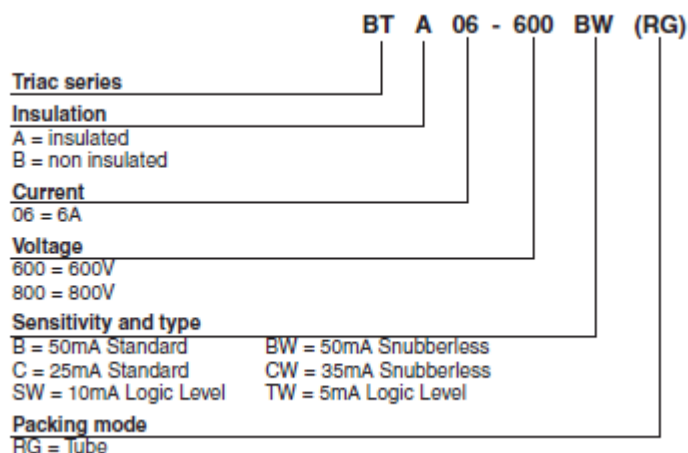 BT A 06 - 600 BW (RG)
Triac series
Insulation
A = insulated
B = non insulated
Current
06 = 6A
Voltage
600 = 600V
800 = 800V
Sensitivity and type
B = 50mA Standard BW = 50mA Snubberless
C = 25mA Standard CW = 35mA Snubberless
SW = 10mA Logic Level TW = 5mA Logic Level
Packing mode
RG = Tube